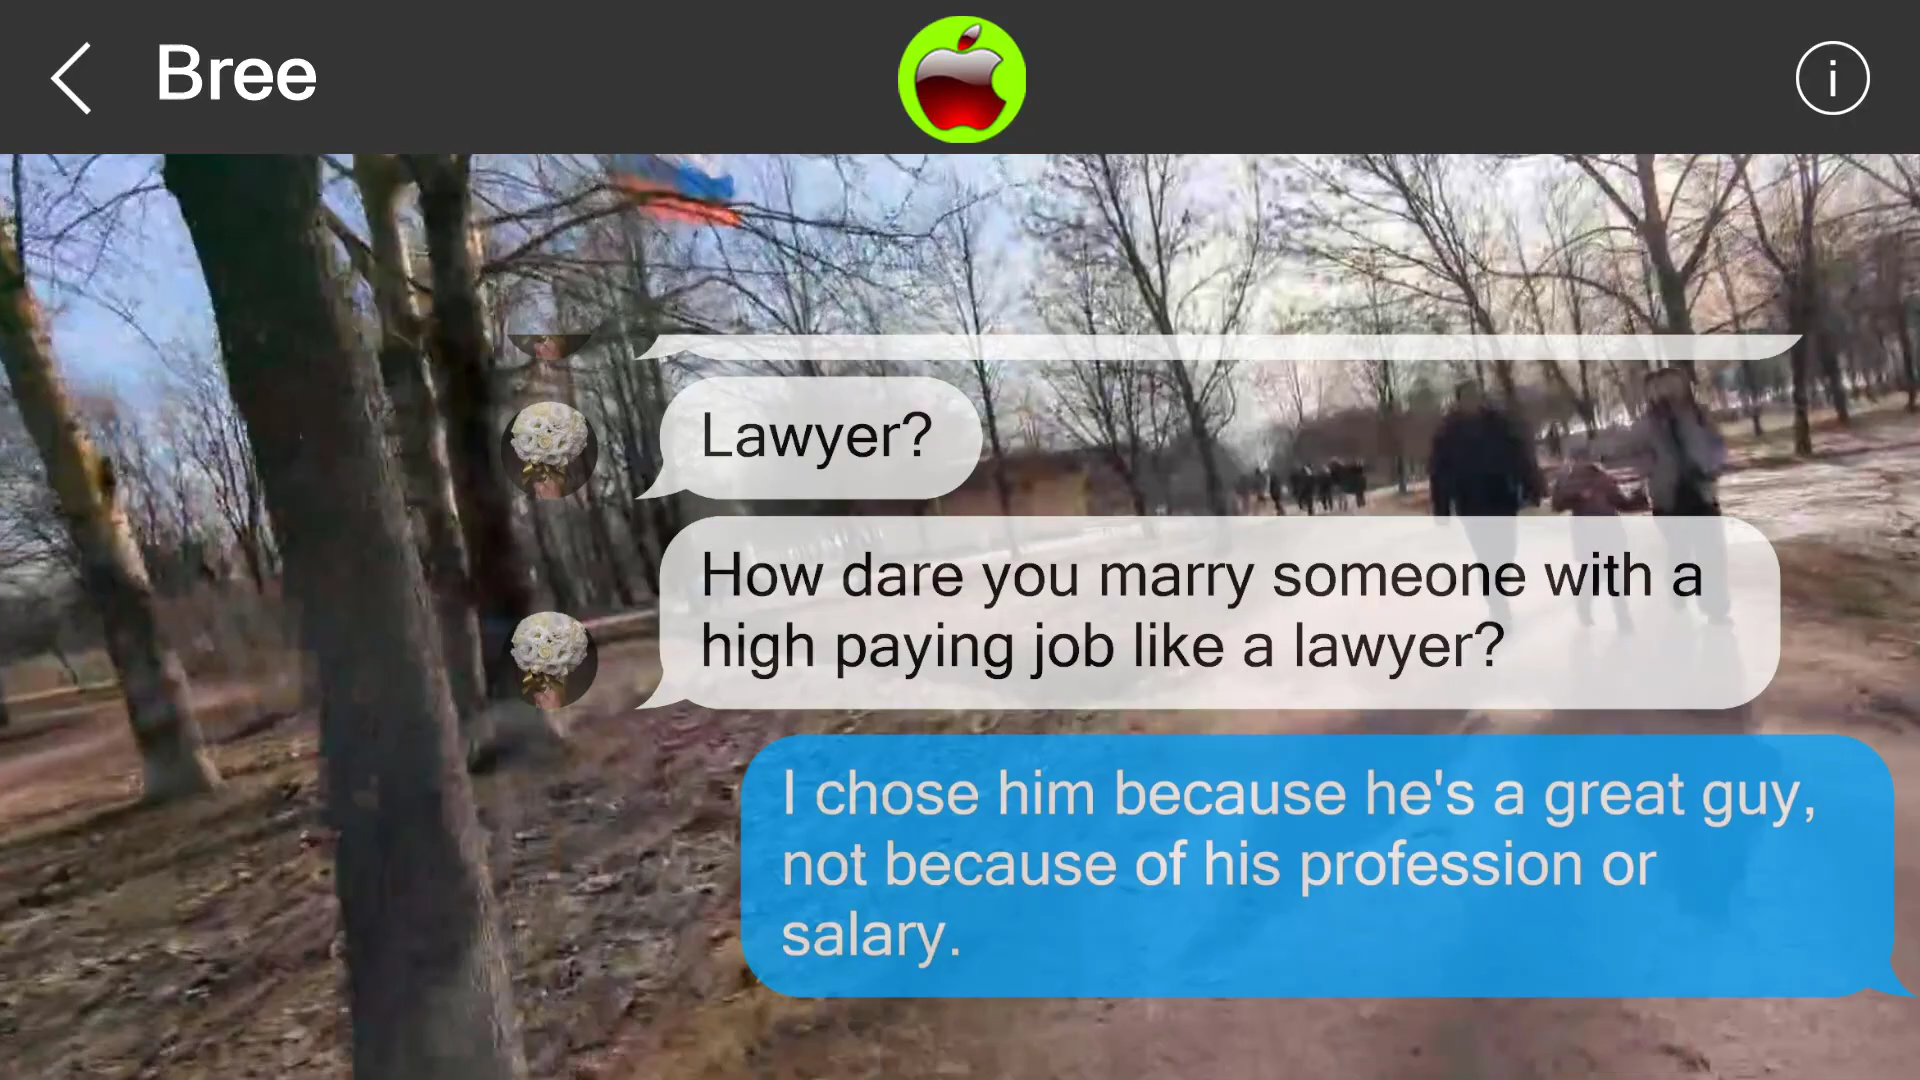 Bree
i
Lawyer?
How dare you marry someone with a
high paying job like a lawyer?
I chose him because he's a great guy,
not because of his profession or
salary.